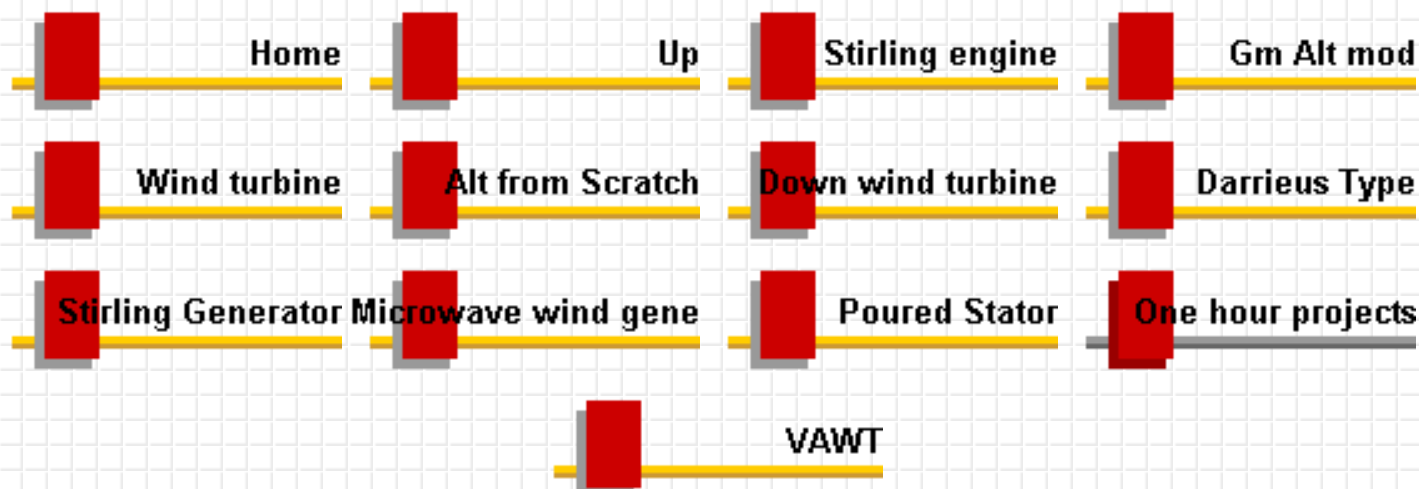 Home
Up
Stirling engine
Gm Alt mod
Wind turbine
Alt from Scratch
Down wind turbine
Darrieus Type
Stirling Generator
Microwave wind gene
Poured Stator
One hour projects
VAWT